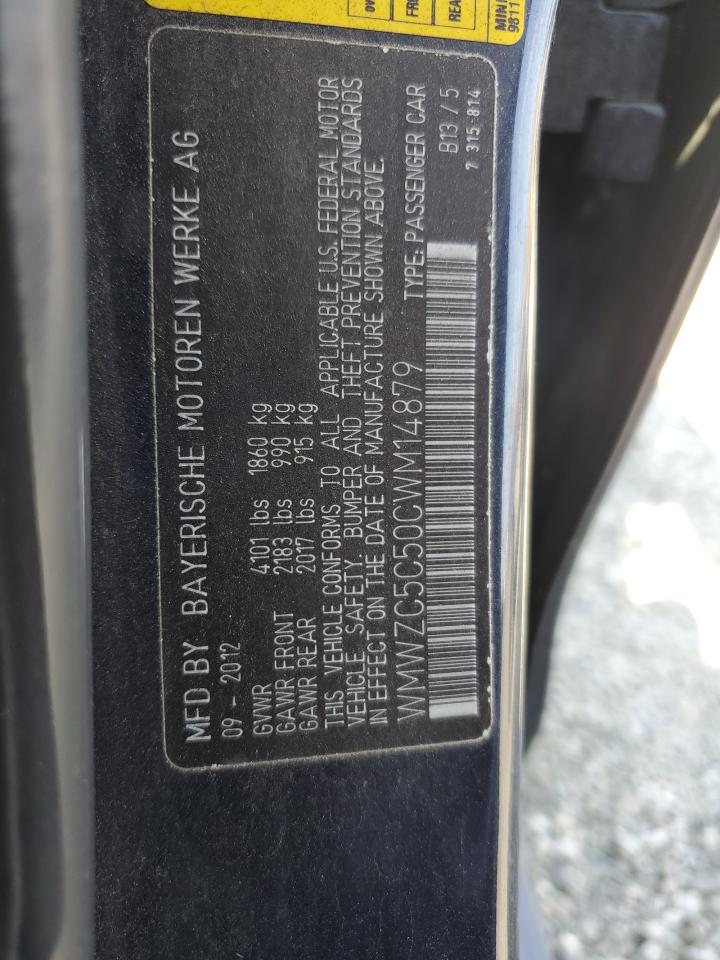 MFD BY BAYERISCHE MOTOREN WERKE AG
09 - 2012
GVWR 4101 lbs 1860 kg
GAWR FRONT 2183 lbs 990 kg
GAWR REAR 2017 lbs 915 kg
THIS VEHICLE CONFORMS TO ALL APPLICABLE U.S. FEDERAL MOTOR
VEHICLE SAFETY, BUMPER AND THEFT PREVENTION STANDARDS
IN EFFECT ON THE DATE OF MANUFACTURE SHOWN ABOVE.
WMWZC5C50CWM14879 TYPE: PASSENGER CAR
B13 / 5
7 315 814